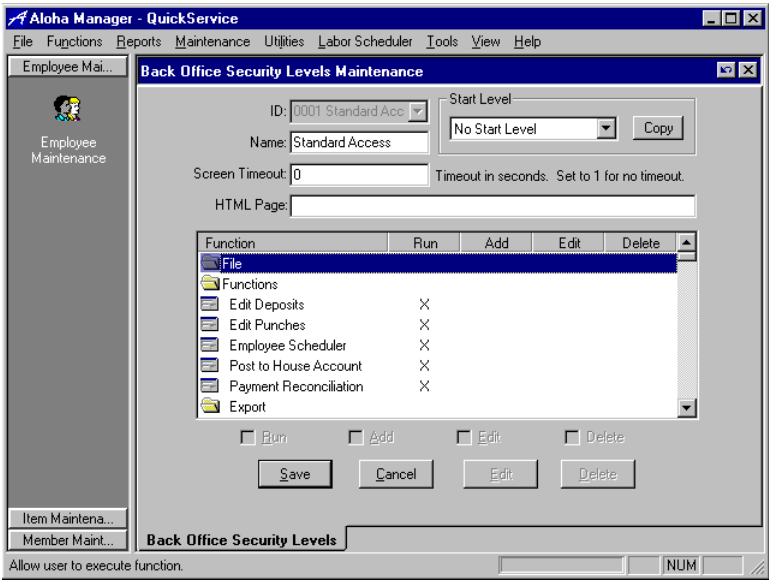 Aloha Manager - QuickService
File Functions Reports Maintenance Utilities Labor Scheduler Tools View Help
Employee Mai...
Employee
Maintenance
Item Maintena...
Member Maint...
Back Office Security Levels Maintenance
ID: 0001 Standard Acc
Start Level
No Start Level Copy
Name: Standard Access
Screen Timeout: 0 Timeout in seconds. Set to 1 for no timeout.
HTML Page:
Function Run Add Edit Delete
File
Functions
Edit Deposits X
Edit Punches X
Employee Scheduler X
Post to House Account X
Payment Reconciliation X
Export
Run Add Edit Delete
Save Cancel Edit Delete
Back Office Security Levels
Allow user to execute function. NUM